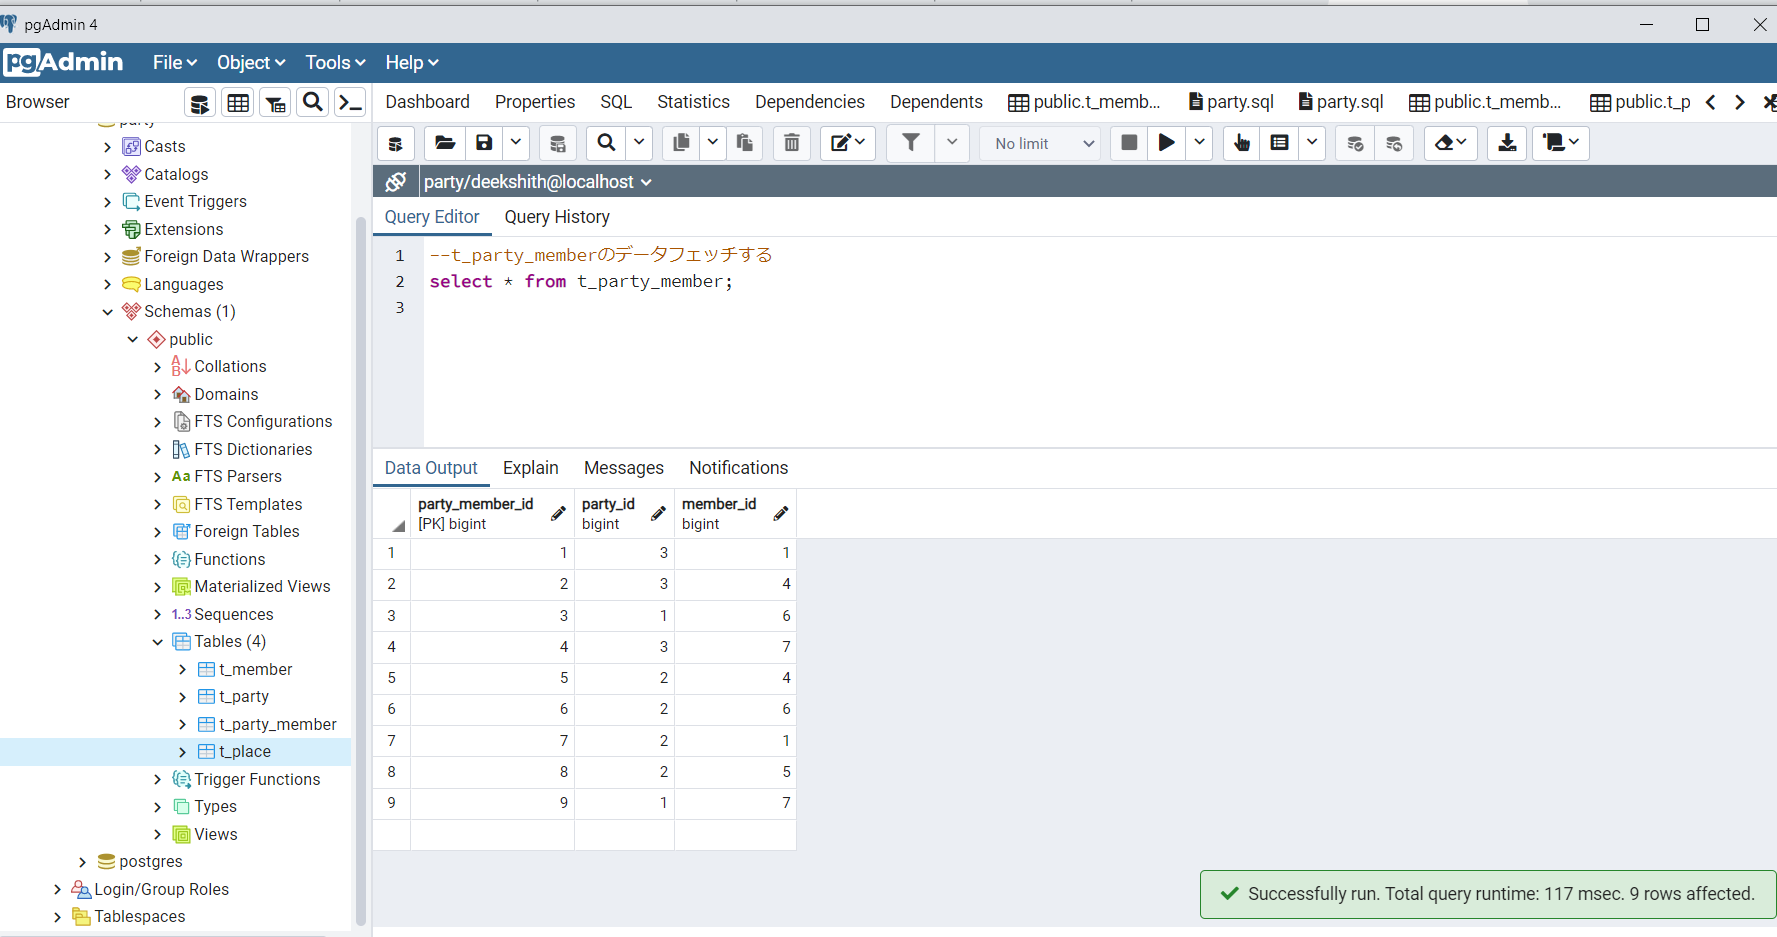 pgAdmin 4
pgAdmin File Object Tools Help
Browser
Dashboard Properties SQL Statistics Dependencies Dependents public.t_memb... party.sql party.sql public.t_memb... public.t_p
No limit
party/deekshith@localhost
Query Editor Query History
1 --t_party_memberのデータフェッチする
2 select * from t_party_member;
3
party
Casts
Catalogs
Event Triggers
Extensions
Foreign Data Wrappers
Languages
Schemas (1)
public
Collations
Domains
FTS Configurations
FTS Dictionaries
Aa FTS Parsers
FTS Templates
Foreign Tables
Functions
Materialized Views
1..3 Sequences
Tables (4)
t_member
t_party
t_party_member
t_place
Trigger Functions
Types
Views
postgres
Login/Group Roles
Tablespaces
Data Output Explain Messages Notifications
party_member_id party_id member_id
[PK] bigint bigint bigint
1 1 3 1
2 2 3 4
3 3 1 6
4 4 3 7
5 5 2 4
6 6 2 6
7 7 2 1
8 8 2 5
9 9 1 7
Successfully run. Total query runtime: 117 msec. 9 rows affected.